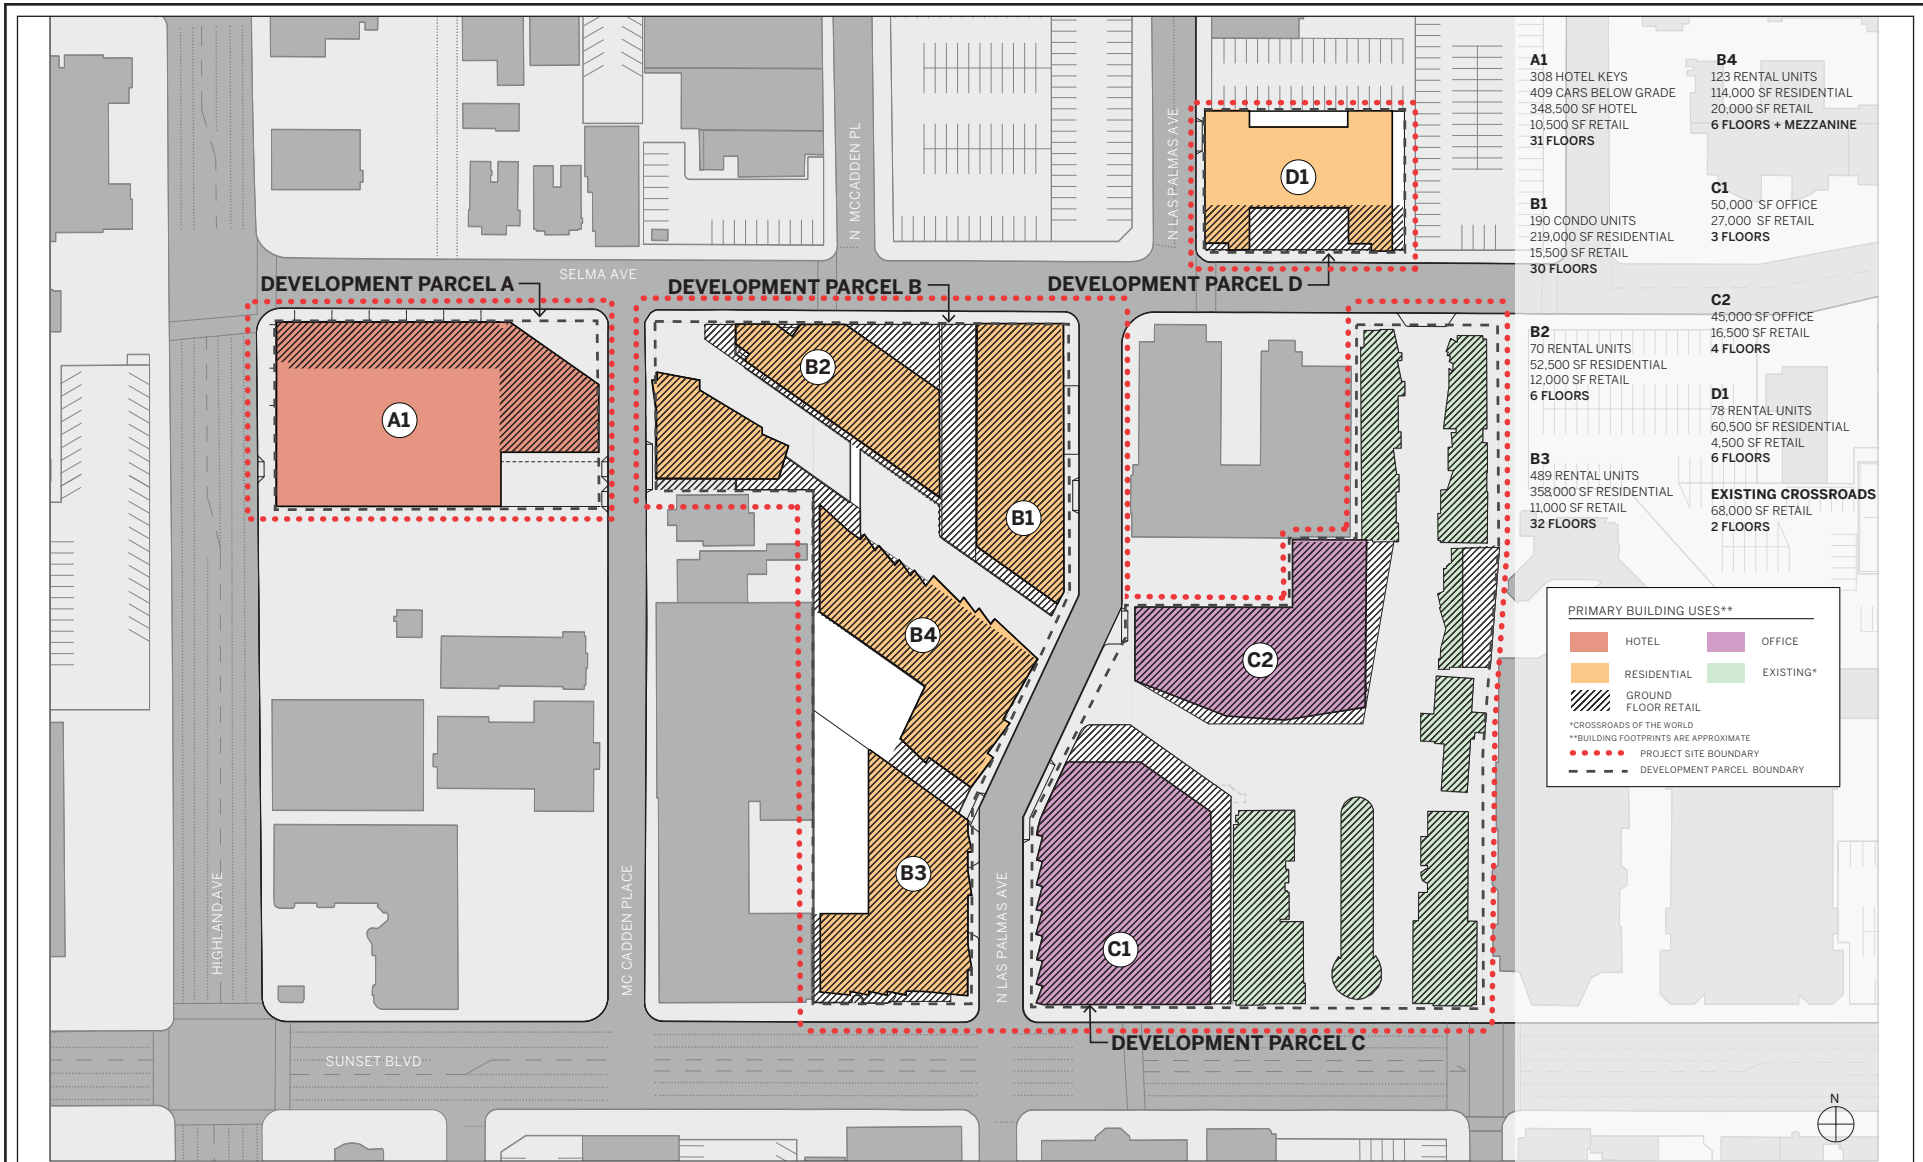 A1
308 HOTEL KEYS
409 CARS BELOW GRADE
348,500 SF HOTEL
10,500 SF RETAIL
31 FLOORS
B1
190 CONDO UNITS
219,000 SF RESIDENTIAL
15,500 SF RETAIL
30 FLOORS
B2
70 RENTAL UNITS
52,500 SF RESIDENTIAL
12,000 SF RETAIL
6 FLOORS
B3
489 RENTAL UNITS
358,000 SF RESIDENTIAL
11,000 SF RETAIL
32 FLOORS
B4
123 RENTAL UNITS
114,000 SF RESIDENTIAL
20,000 SF RETAIL
6 FLOORS + MEZZANINE
C1
50,000 SF OFFICE
27,000 SF RETAIL
3 FLOORS
C2
45,000 SF OFFICE
16,500 SF RETAIL
4 FLOORS
D1
78 RENTAL UNITS
60,500 SF RESIDENTIAL
4,500 SF RETAIL
6 FLOORS
EXISTING CROSSROADS
68,000 SF RETAIL
2 FLOORS
N MCCADDEN PL
N LAS PALMAS AVE
D1
SELMA AVE
DEVELOPMENT PARCEL A
DEVELOPMENT PARCEL B
DEVELOPMENT PARCEL D
A1
B2
B1
B4
C2
B3
C1
HIGHLAND AVE
MC CADDEN PLACE
N LAS PALMAS AVE
DEVELOPMENT PARCEL C
SUNSET BLVD
PRIMARY BUILDING USES**
HOTEL
OFFICE
RESIDENTIAL
EXISTING*
GROUND
FLOOR RETAIL
*CROSSROADS OF THE WORLD
**BUILDING FOOTPRINTS ARE APPROXIMATE
PROJECT SITE BOUNDARY
DEVELOPMENT PARCEL BOUNDARY
N